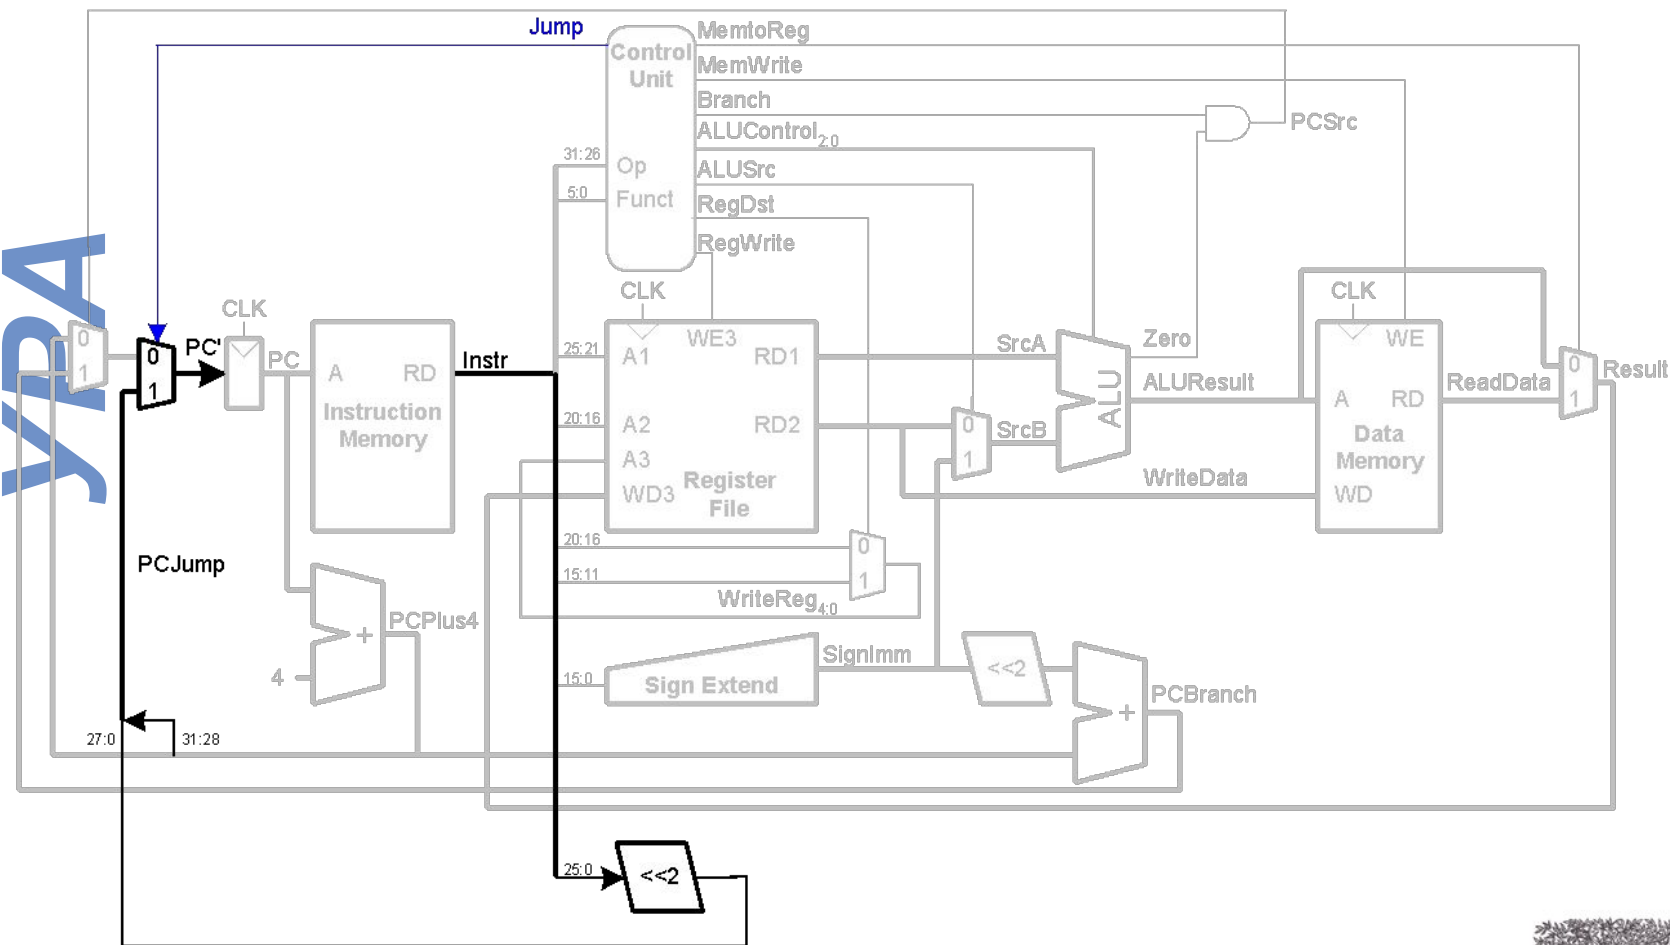 Jump
MemtoReg
Control
Unit
MemWrite
Branch
ALUControl2:0
PCSrc
31:26
Op
ALUSrc
5:0
Funct
RegDst
RegWrite
CLK
CLK
CLK
0
1
0
1
PC'
PC
A
RD
Instruction
Memory
Instr
25:21
A1
WE3
RD1
20:16
A2
RD2
A3
WD3
Register
File
SrcA
0
1
SrcB
ALU
Zero
ALUResult
WriteData
WE
A
RD
Data
Memory
WD
ReadData
0
1
Result
PCJump
20:16
0
15:11
1
WriteReg4:0
PCPlus4
+
4
15:0
Sign Extend
SignImm
<<2
+
PCBranch
27:0
31:28
25:0
<<2